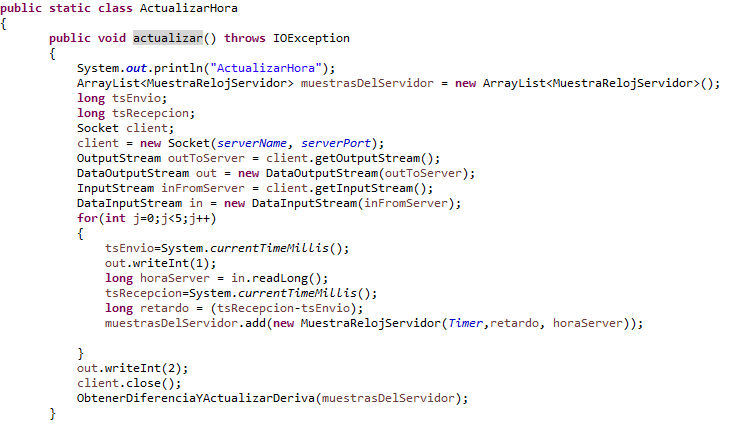 public static class ActualizarHora
{
public void actualizar() throws IOException
{
System.out.println("ActualizarHora");
ArrayList<MuestraRelojServidor> muestrasDelServidor = new ArrayList<MuestraRelojServidor>();
long tsEnvio;
long tsRecepcion;
Socket client;
client = new Socket(serverName, serverPort);
OutputStream outToServer = client.getOutputStream();
DataOutputStream out = new DataOutputStream(outToServer);
InputStream inFromServer = client.getInputStream();
DataInputStream in = new DataInputStream(inFromServer);
for(int j=0;j<5;j++)
{
tsEnvio=System.currentTimeMillis();
out.writeInt(1);
long horaServer = in.readLong();
tsRecepcion=System.currentTimeMillis();
long retardo = (tsRecepcion-tsEnvio);
muestrasDelServidor.add(new MuestraRelojServidor(Timer,retardo, horaServer));
}
out.writeInt(2);
client.close();
ObtenerDiferenciaYActualizarDeriva(muestrasDelServidor);
}